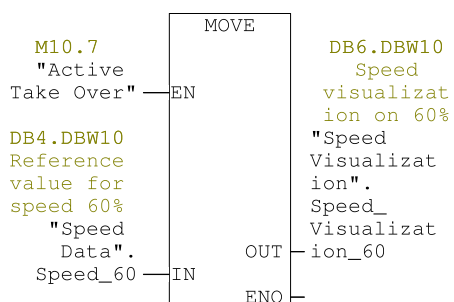 MOVE
M10.7
"Active
Take Over"
EN
DB4.DBW10
Reference
value for
speed 60%
"Speed
Data".
Speed_60
IN
DB6.DBW10
Speed
visualizat
ion on 60%
"Speed
Visualizat
ion".
Speed_
Visualizat
ion_60
OUT
ENO